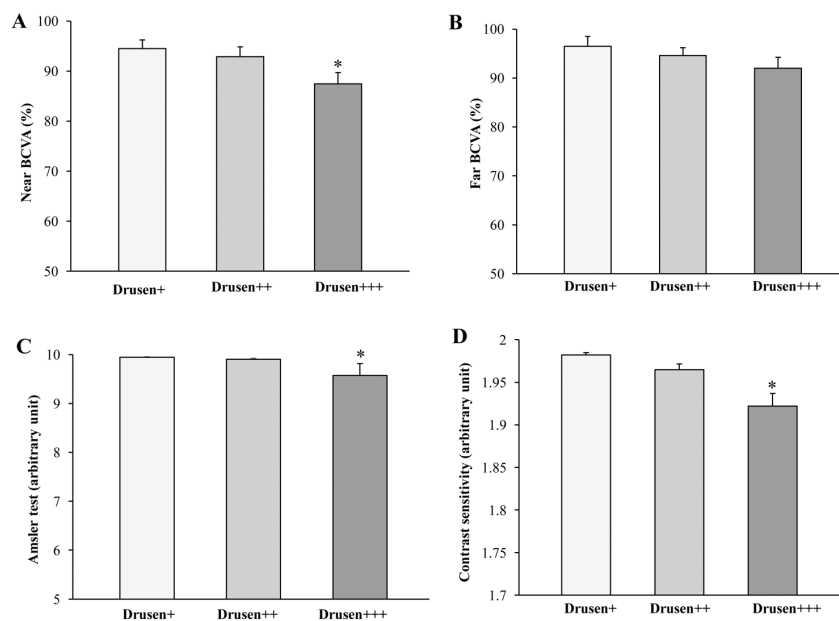 A
Near BCVA (%)
100
90
80
70
60
50
*
Drusen+ Drusen++ Drusen+++
B
Far BCVA (%)
100
90
80
70
60
50
Drusen+ Drusen++ Drusen+++
C
Amsler test (arbitrary unit)
10
9
8
7
6
5
*
Drusen+ Drusen++ Drusen+++
D
Contrast sensitivity (arbitrary unit)
2
1.95
1.9
1.85
1.8
1.75
1.7
*
Drusen+ Drusen++ Drusen+++